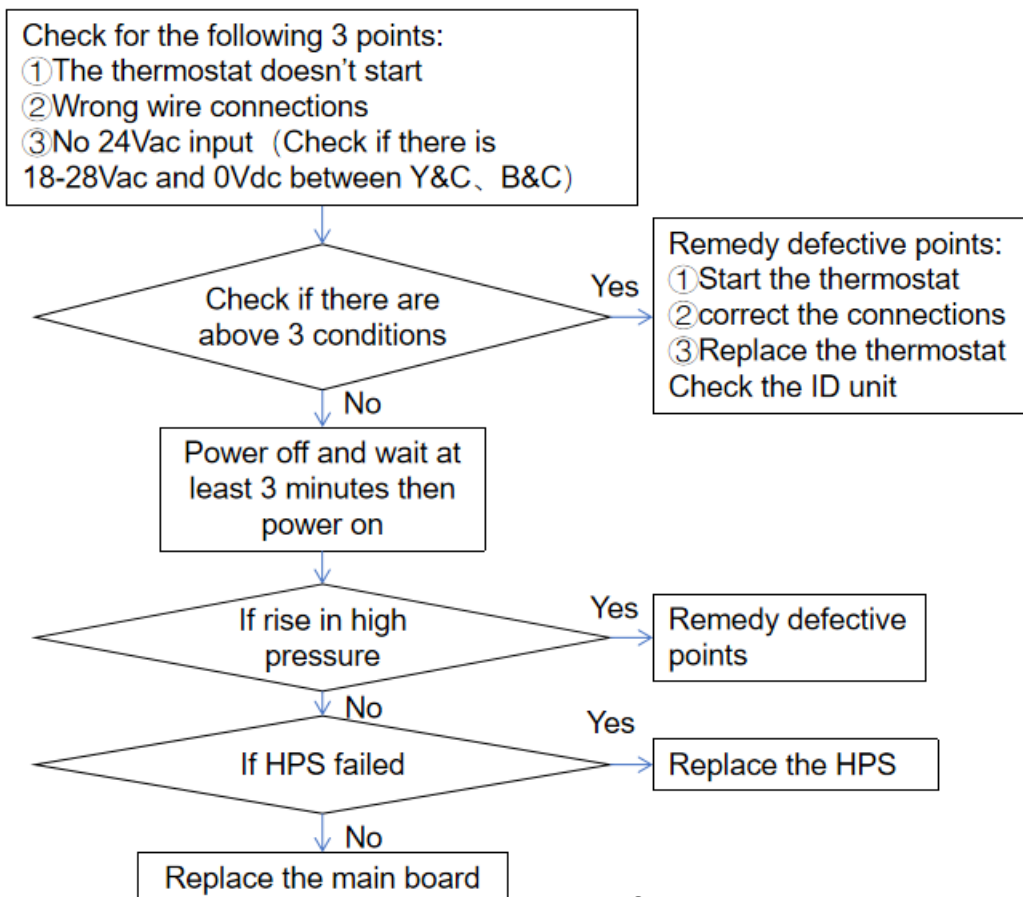 Check for the following 3 points:
①The thermostat doesn’t start
②Wrong wire connections
③No 24Vac input（Check if there is
18-28Vac and 0Vdc between Y&C、B&C）
Check if there are
above 3 conditions
Yes
Remedy defective points:
①Start the thermostat
②correct the connections
③Replace the thermostat
Check the ID unit
No
Power off and wait at
least 3 minutes then
power on
If rise in high
pressure
Yes
Remedy defective
points
No
If HPS failed
Yes
Replace the HPS
No
Replace the main board